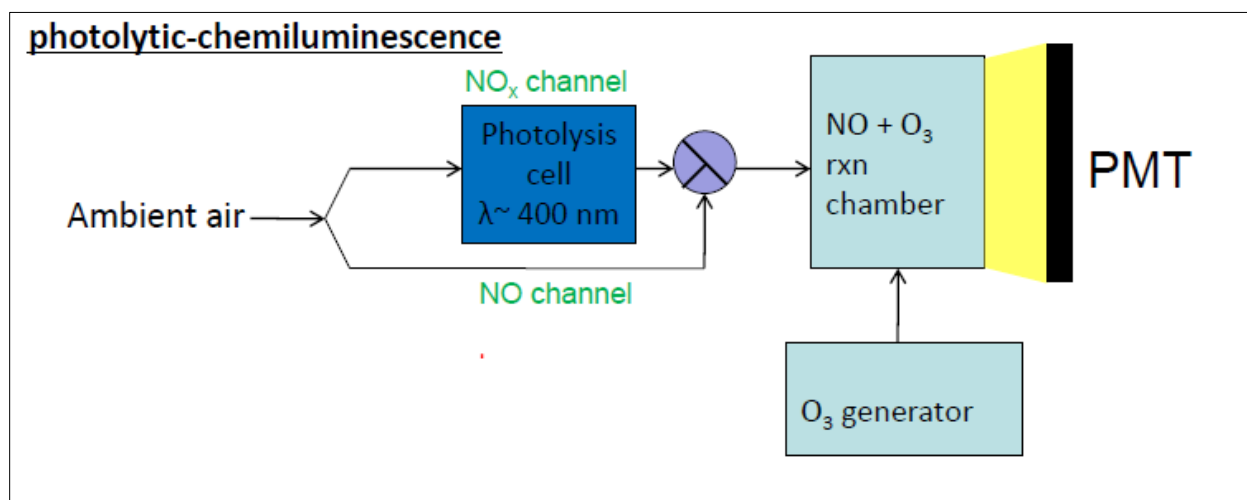 photolytic-chemiluminescence
NOₓ channel
Photolysis
cell
λ~ 400 nm
Ambient air
NO channel
NO + O₃
rxn
chamber
PMT
O₃ generator